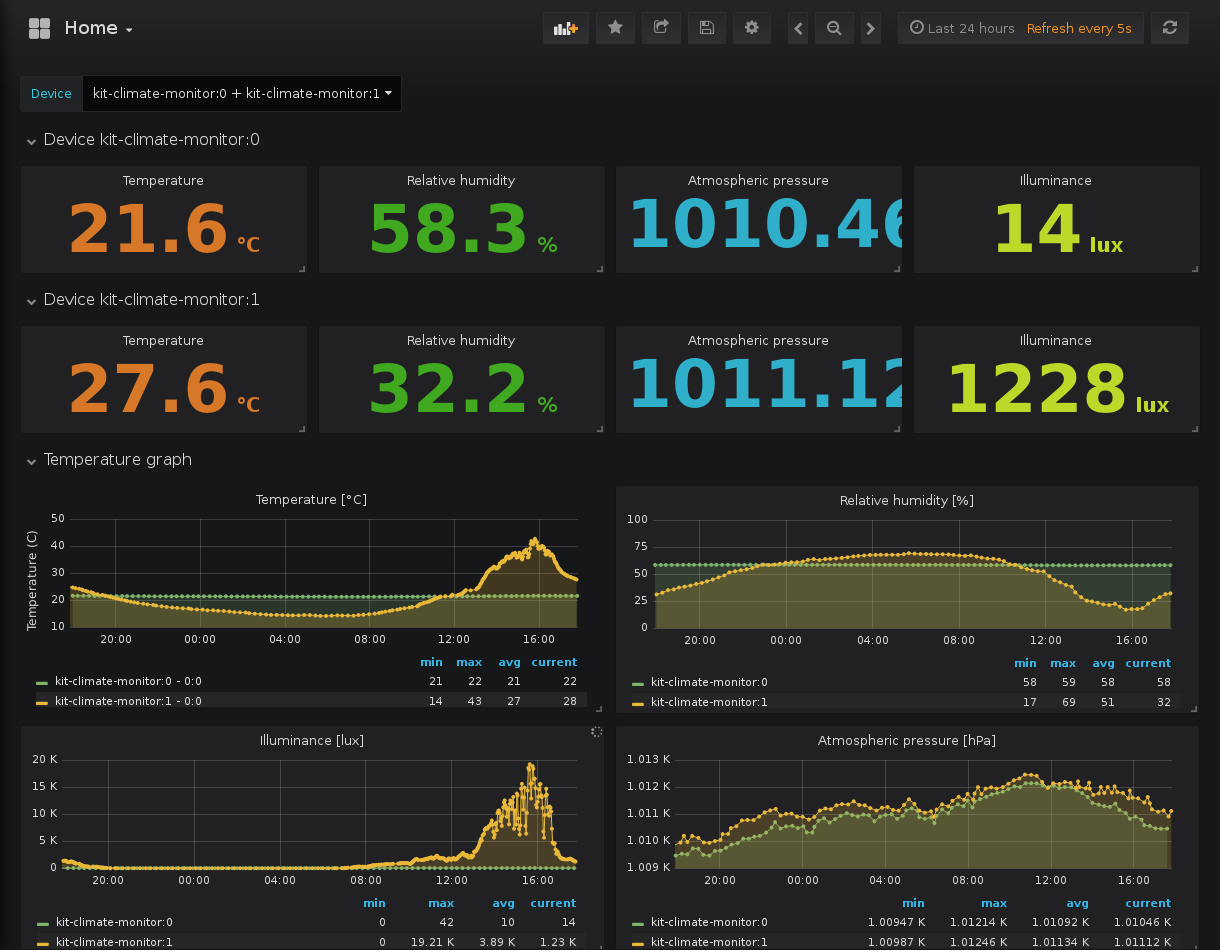 Home
Last 24 hours Refresh every 5s
Device kit-climate-monitor:0 + kit-climate-monitor:1
Device kit-climate-monitor:0
Temperature Relative humidity Atmospheric pressure Illuminance
21.6 °C 58.3 % 1010.46 14 lux
Device kit-climate-monitor:1
Temperature Relative humidity Atmospheric pressure Illuminance
27.6 °C 32.2 % 1011.12 1228 lux
Temperature graph
Temperature [°C]
Temperature (C)
50
40
30
20
10
20:00 00:00 04:00 08:00 12:00 16:00
min max avg current
kit-climate-monitor:0 - 0:0 21 22 21 22
kit-climate-monitor:1 - 0:0 14 43 27 28
Relative humidity [%]
100
75
50
25
0
20:00 00:00 04:00 08:00 12:00 16:00
min max avg current
kit-climate-monitor:0 58 59 58 58
kit-climate-monitor:1 17 69 51 32
Illuminance [lux]
20 K
15 K
10 K
5 K
0
20:00 00:00 04:00 08:00 12:00 16:00
min max avg current
kit-climate-monitor:0 0 42 10 14
kit-climate-monitor:1 0 19.21 K 3.89 K 1.23 K
Atmospheric pressure [hPa]
1.013 K
1.012 K
1.011 K
1.010 K
1.009 K
20:00 00:00 04:00 08:00 12:00 16:00
min max avg current
kit-climate-monitor:0 1.00947 K 1.01214 K 1.01092 K 1.01046 K
kit-climate-monitor:1 1.00987 K 1.01246 K 1.01134 K 1.01112 K